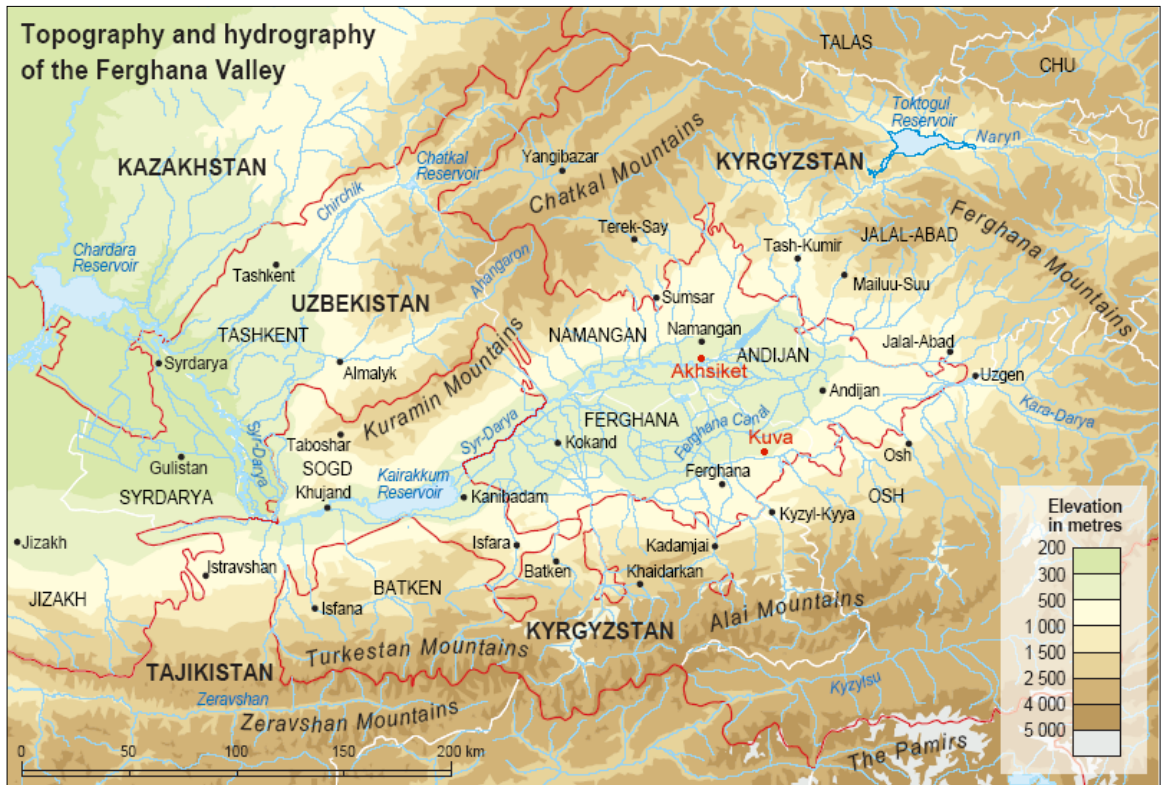 Topography and hydrography
of the Ferghana Valley
TALAS
CHU
Toktogul
Reservoir
Naryn
KAZAKHSTAN
Chatkal
Reservoir
Yangibazar
Chatkal Mountains
KYRGYZSTAN
Chirchik
Ferghana Mountains
Terek-Say
Tash-Kumir
JALAL-ABAD
Chardara
Reservoir
Tashkent
Ahangaron
Mailuu-Suu
UZBEKISTAN
Sumsar
TASHKENT
NAMANGAN
Namangan
Jalal-Abad
Syrdarya
Almalyk
Kuramin Mountains
Akhsiket
ANDIJAN
Uzgen
Andijan
Kara-Darya
FERGHANA
Ferghana Canal
Syr-Darya
Syr-Darya
Taboshar
Kokand
Kuva
Osh
Gulistan
SOGD
Kairakkum
Reservoir
Ferghana
SYRDARYA
Khujand
Kanibadam
OSH
Kyzyl-Kyya
Jizakh
Isfara
Kadamjai
Istravshan
Batken
Khaidarkan
JIZAKH
BATKEN
Isfana
Alai Mountains
KYRGYZSTAN
Turkestan Mountains
TAJIKISTAN
Zeravshan
Kyzylsu
Zeravshan Mountains
The Pamirs
0 50 100 150 200 km
Elevation
in metres
200
300
500
1 000
1 500
2 500
4 000
5 000